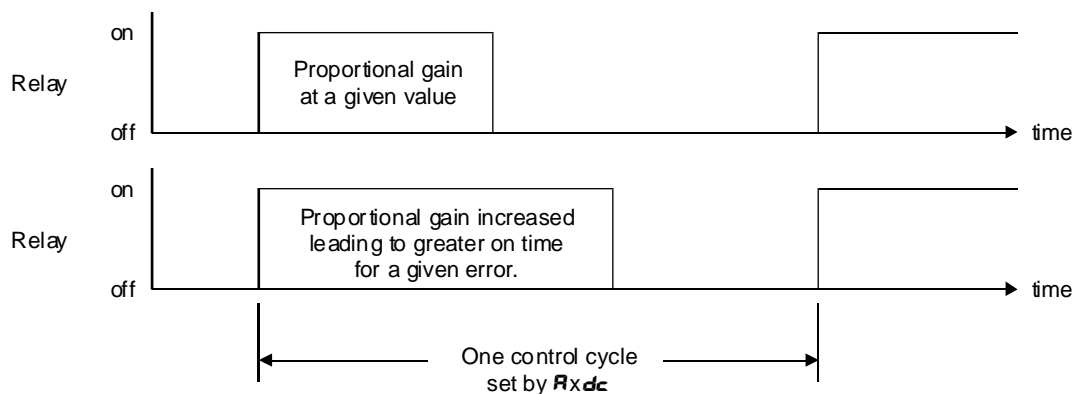 on
Relay
Proportional gain
at a given value
off
time
on
Relay
Proportional gain increased
leading to greater on time
for a given error.
off
time
One control cycle
set by Axdc